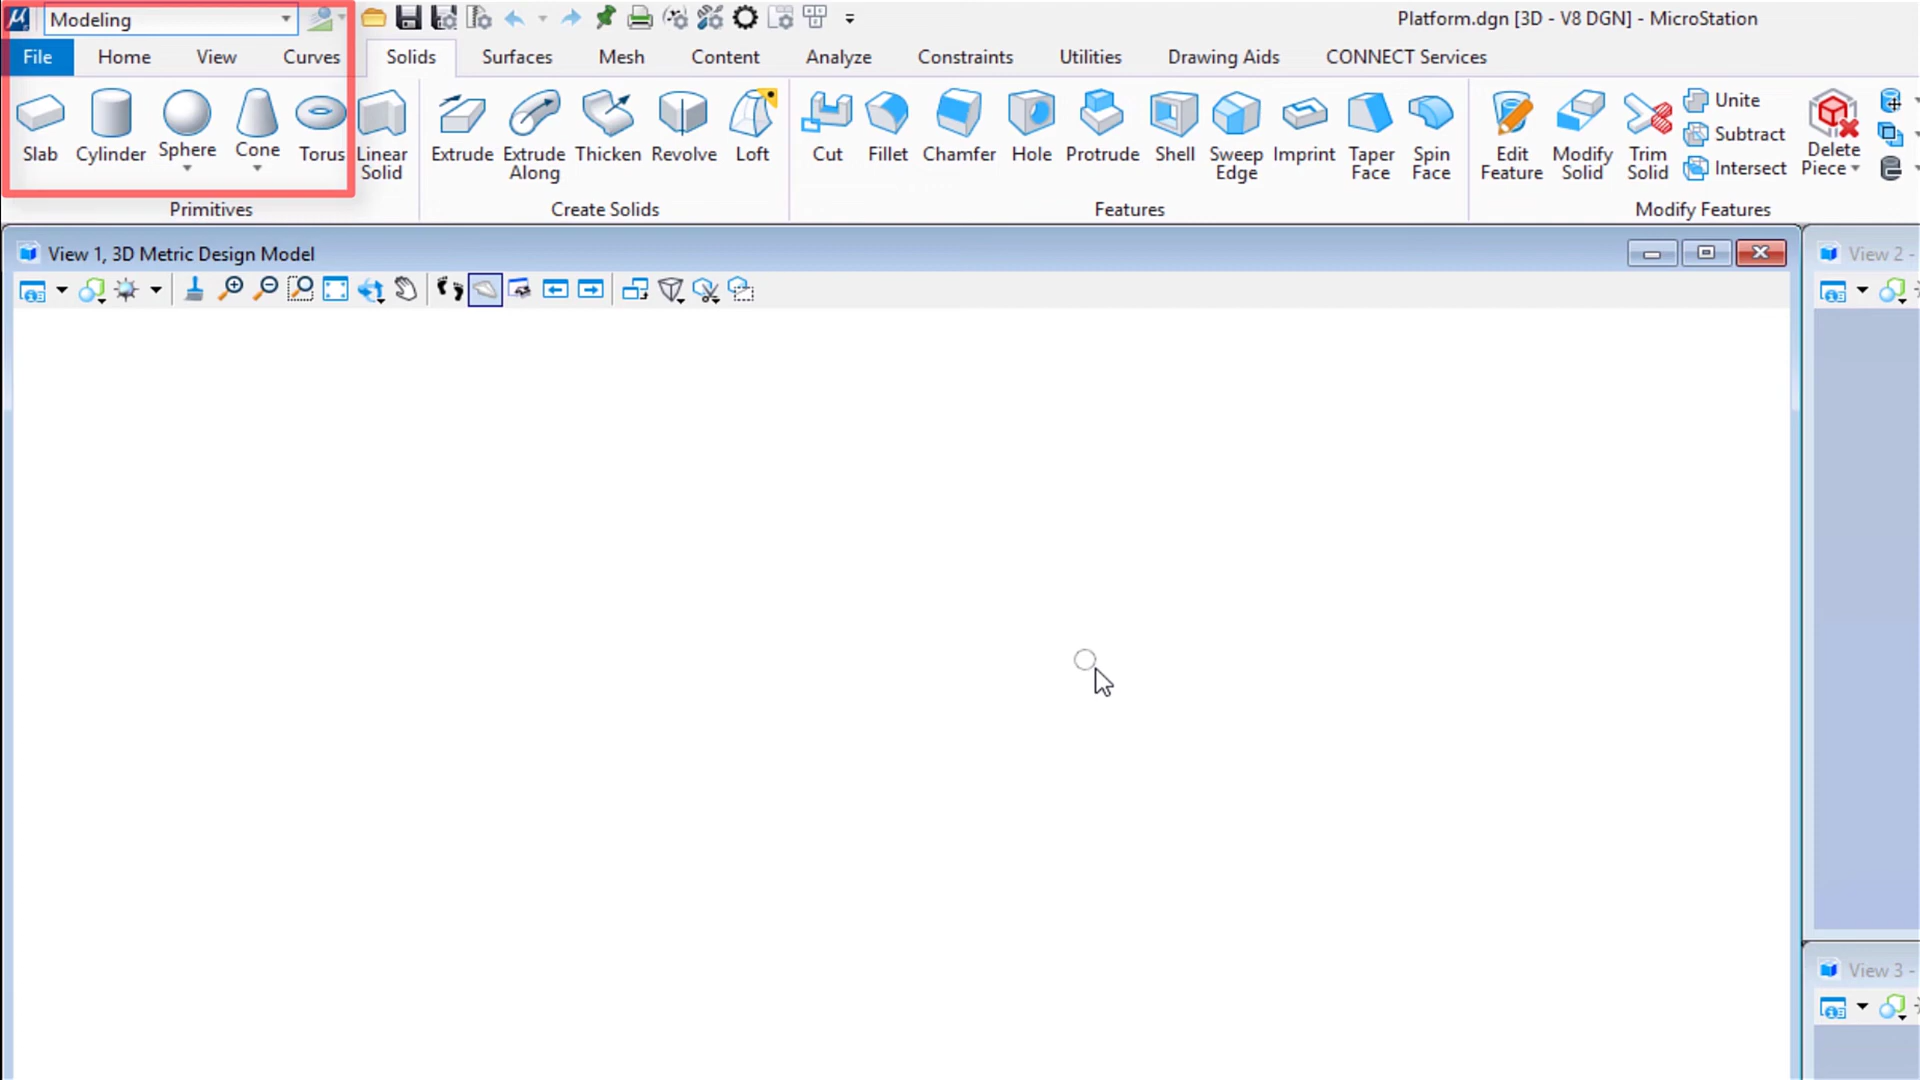 Modeling
Platform.dgn [3D - V8 DGN] - MicroStation
File Home View Curves Solids Surfaces Mesh Content Analyze Constraints Utilities Drawing Aids CONNECT Services
Slab Cylinder Sphere Cone Torus Linear Solid Extrude Extrude Along Thicken Revolve Loft Cut Fillet Chamfer Hole Protrude Shell Sweep Edge Imprint Taper Face Spin Face Edit Feature Modify Solid Trim Solid Unite Subtract Intersect Delete Piece
Primitives Create Solids Features Modify Features
View 1, 3D Metric Design Model
View 2 -
View 3 -